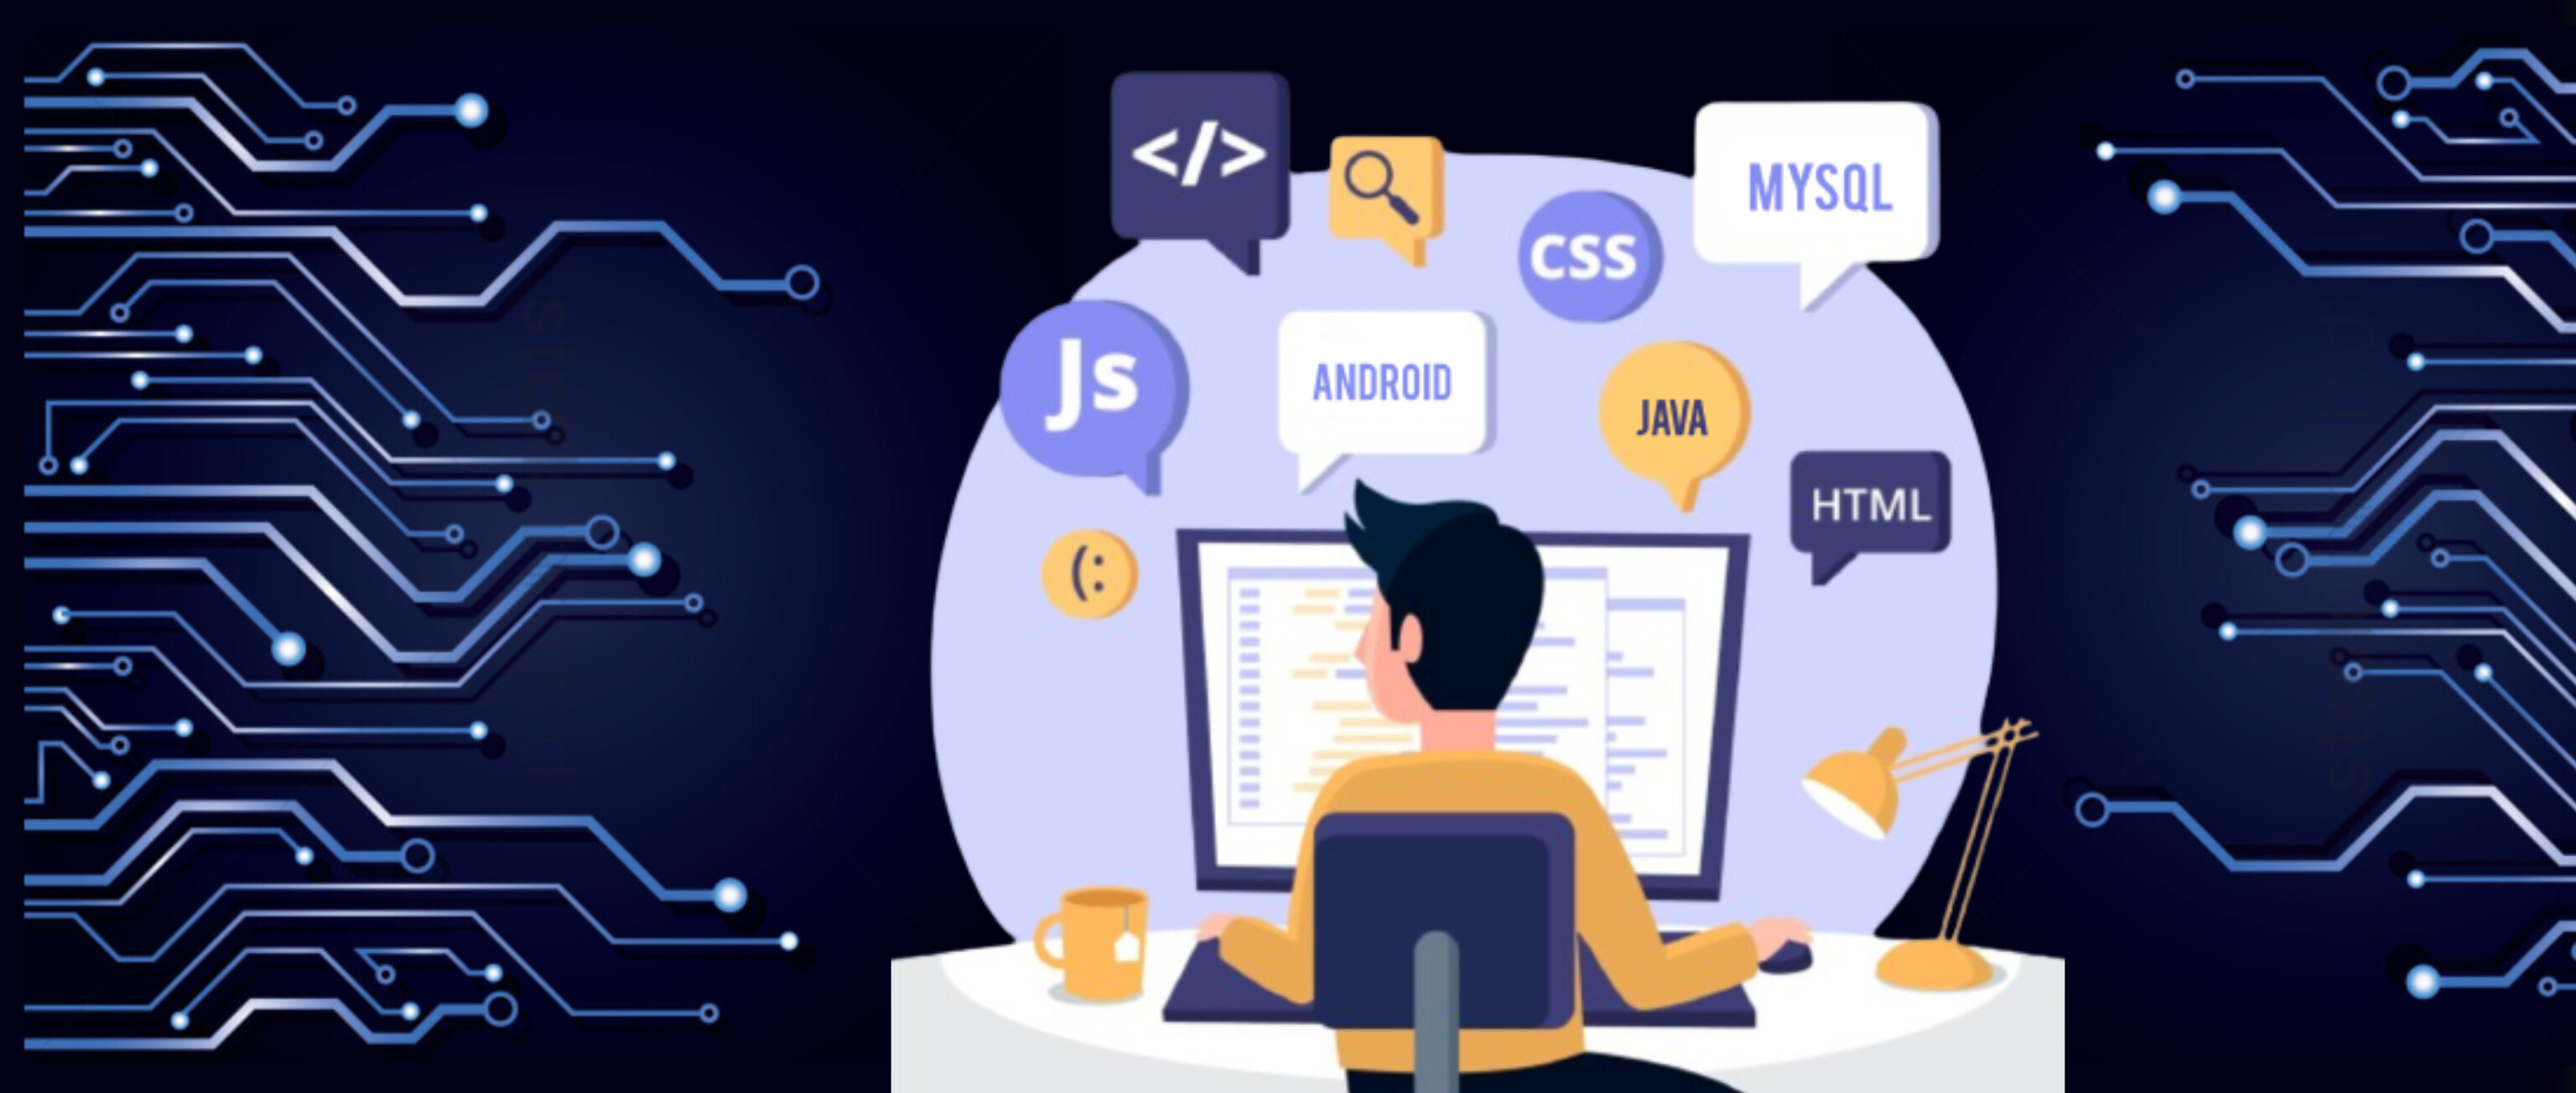 </>
MYSQL
CSS
Js
ANDROID
JAVA
HTML
(: